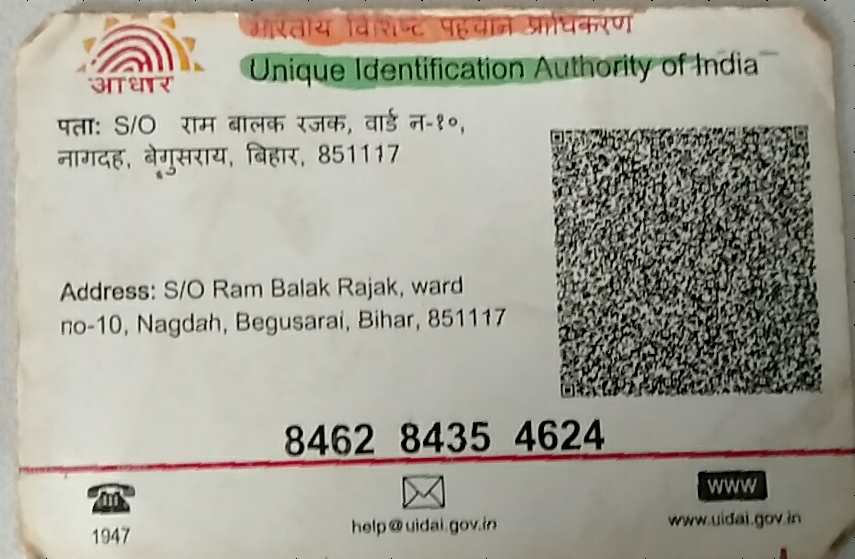 भारतीय विशिष्ट पहचान प्राधिकरण
आधार
Unique Identification Authority of India
पता: S/O राम बालक रजक, वार्ड न-१०,
नागदह, बेगुसराय, बिहार, 851117
Address: S/O Ram Balak Rajak, ward
no-10, Nagdah, Begusarai, Bihar, 851117
8462 8435 4624
1947
help@uidai.gov.in
www
www.uidai.gov.in